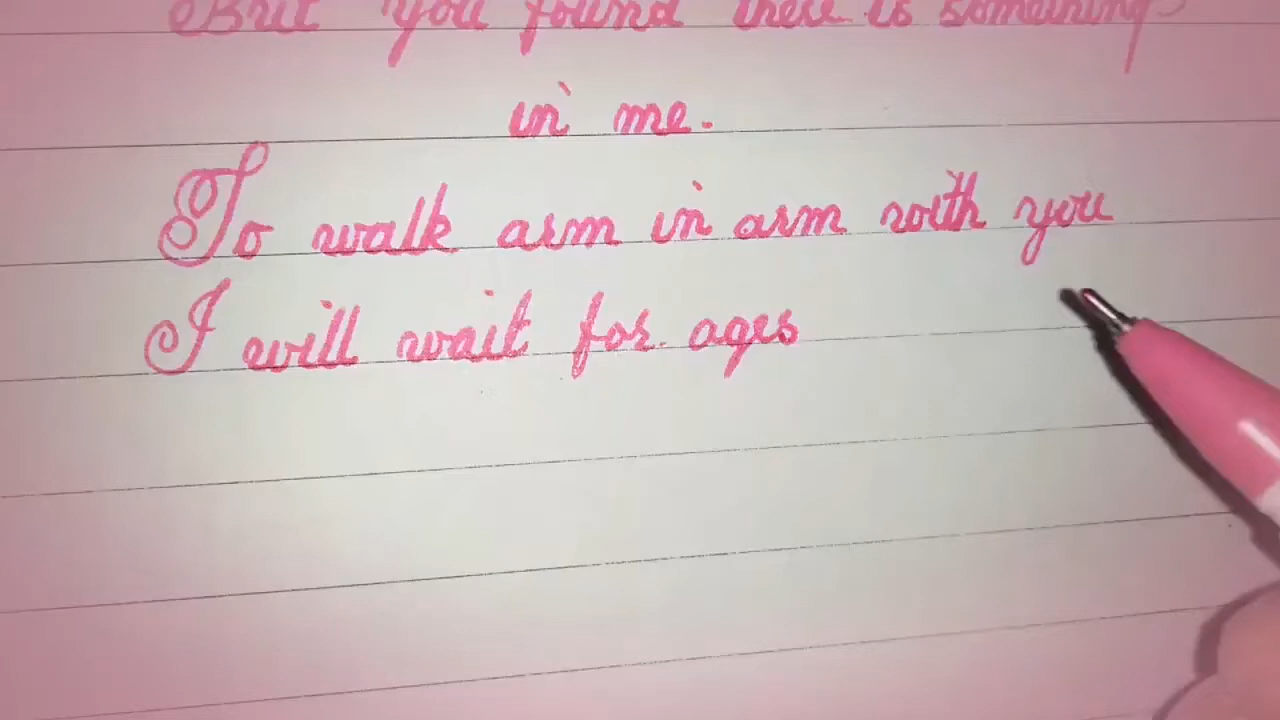 But you found there is something
in me.
To walk arm in arm with you
I will wait for ages